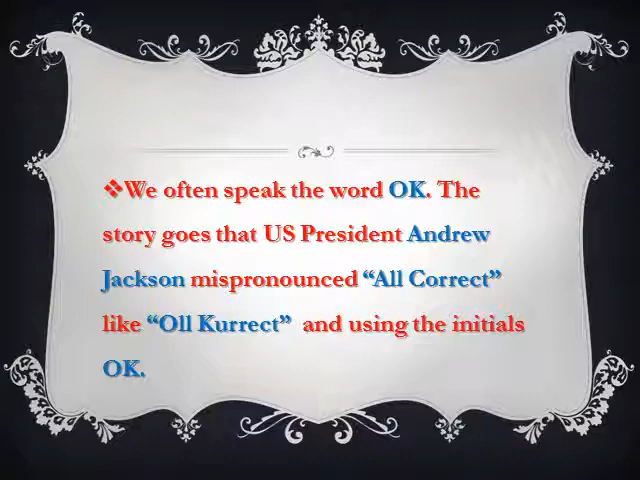 ❖We often speak the word OK. The
story goes that US President Andrew
Jackson mispronounced “All Correct”
like “Oll Kurrect” and using the initials
OK.